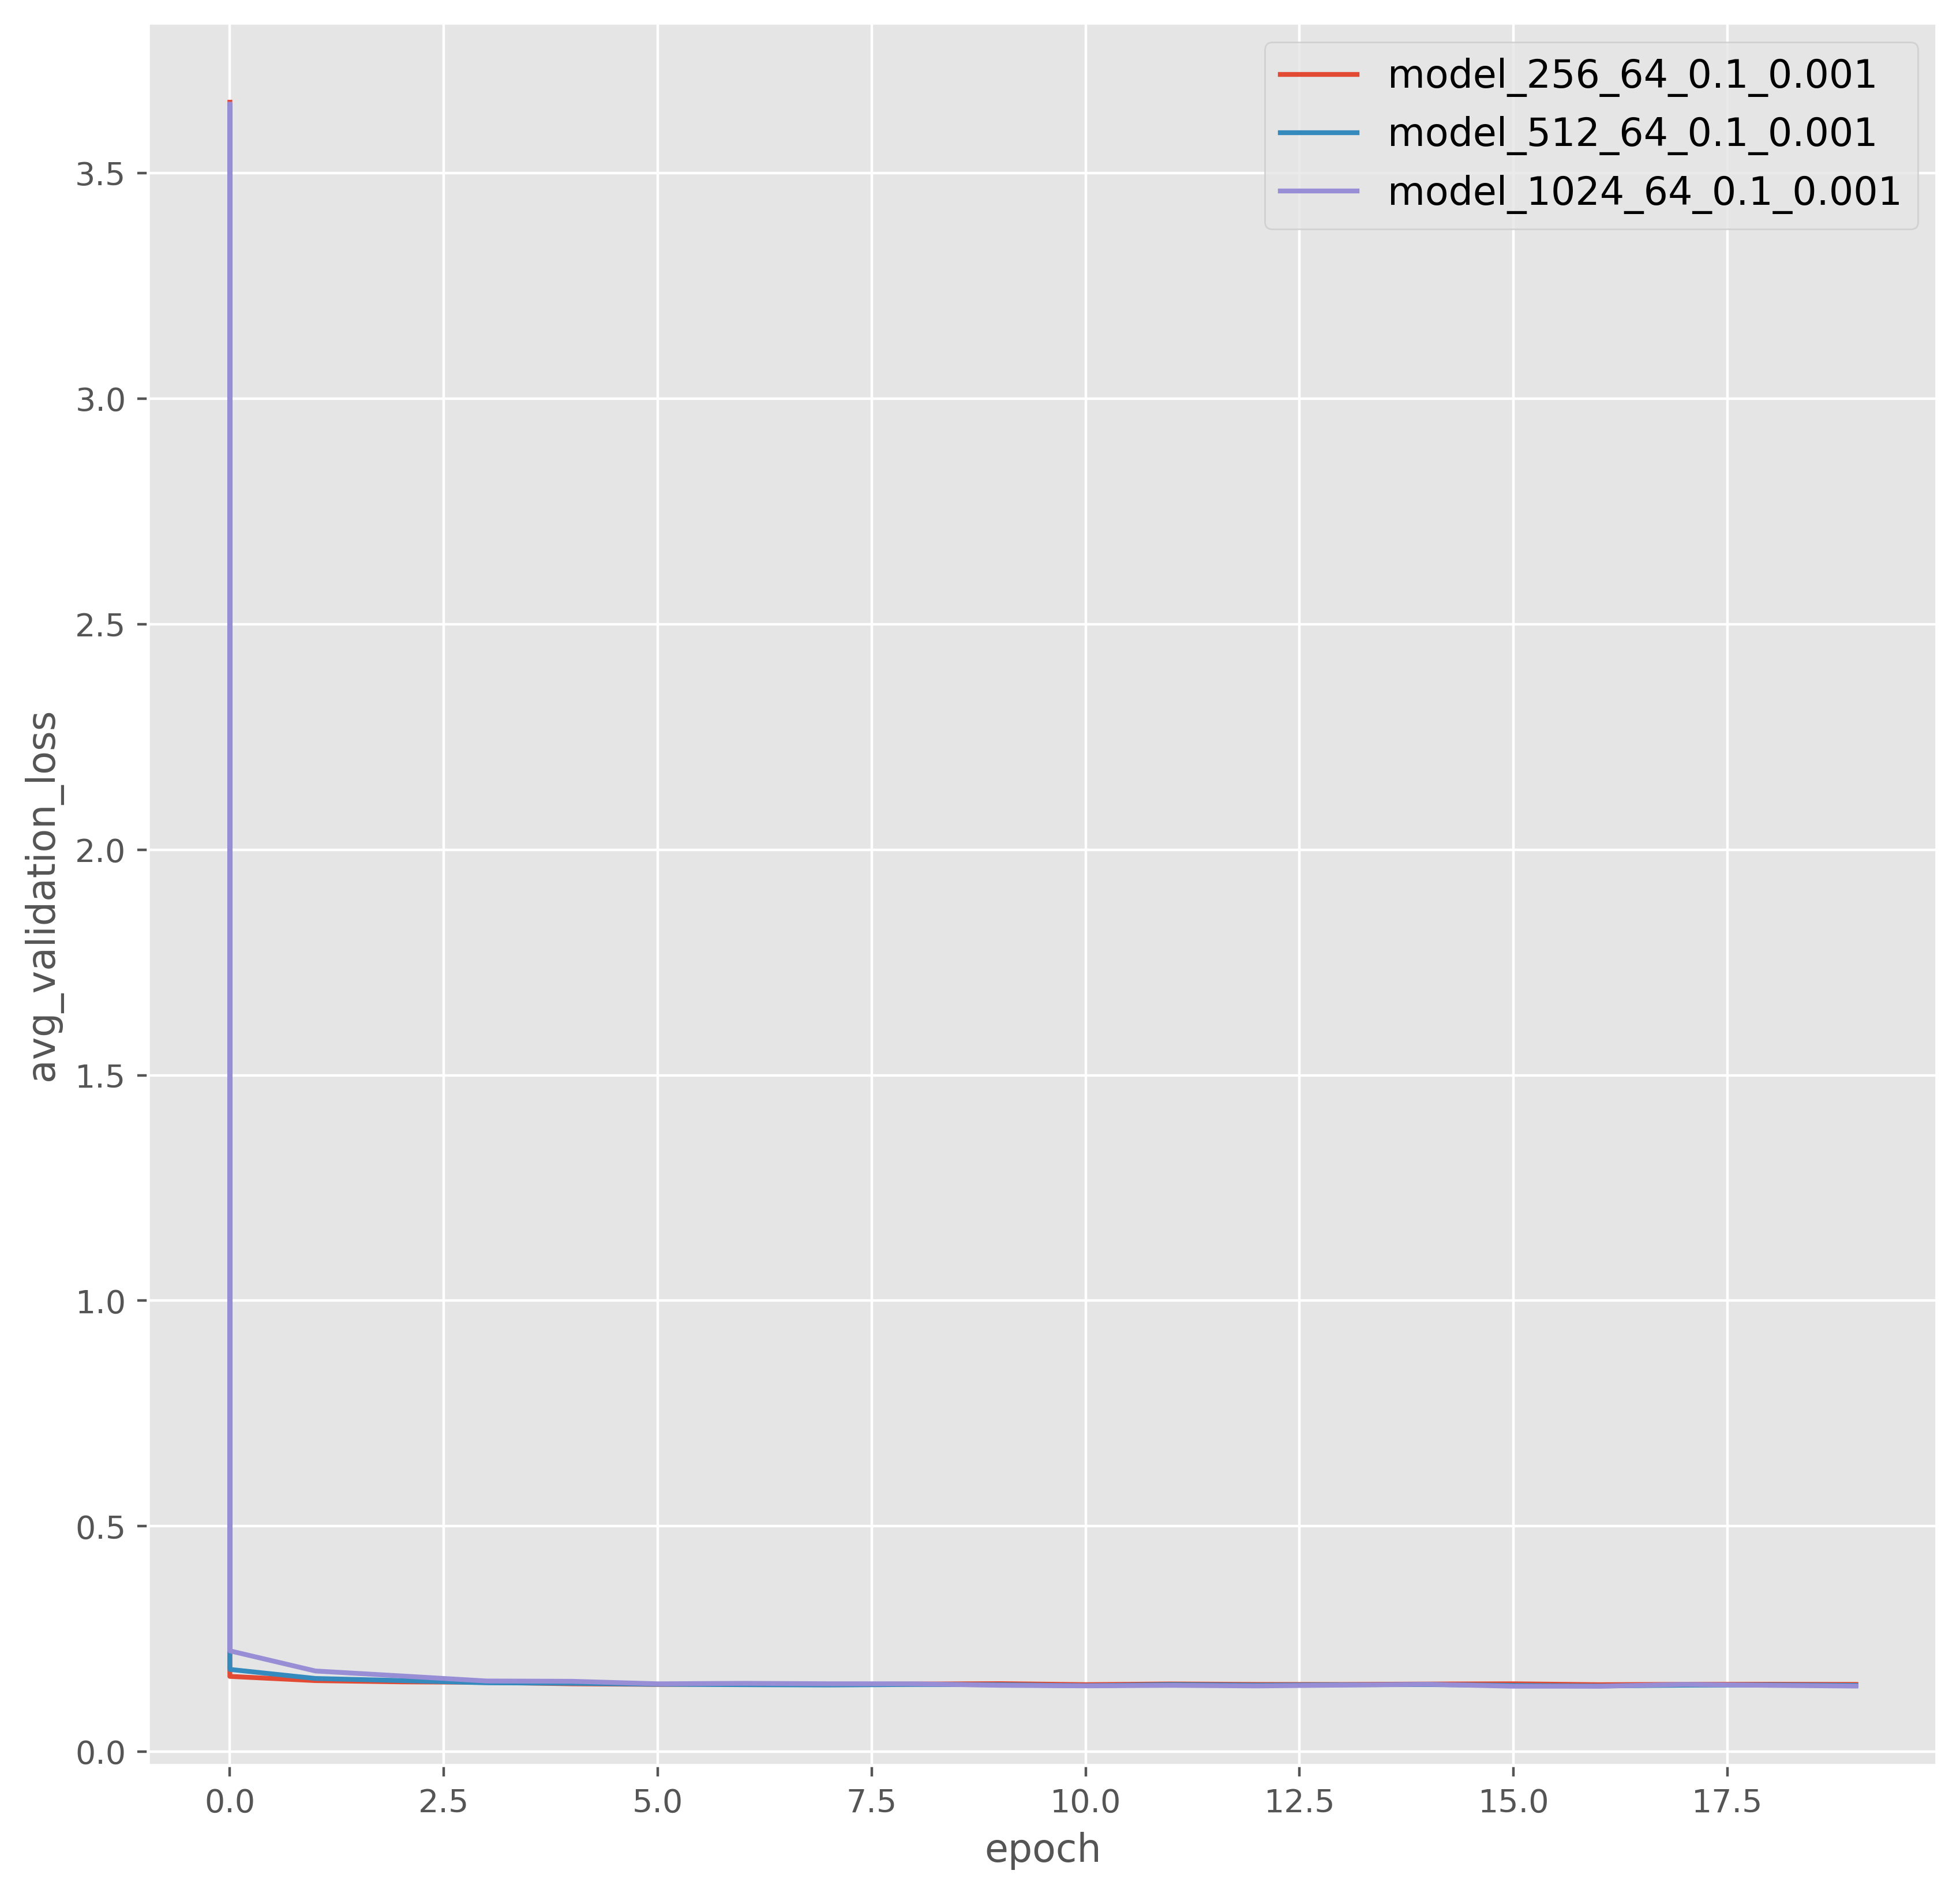 model_256_64_0.1_0.001
model_512_64_0.1_0.001
model_1024_64_0.1_0.001
avg_validation_loss
3.5
3.0
2.5
2.0
1.5
1.0
0.5
0.0
0.0 2.5 5.0 7.5 10.0 12.5 15.0 17.5
epoch